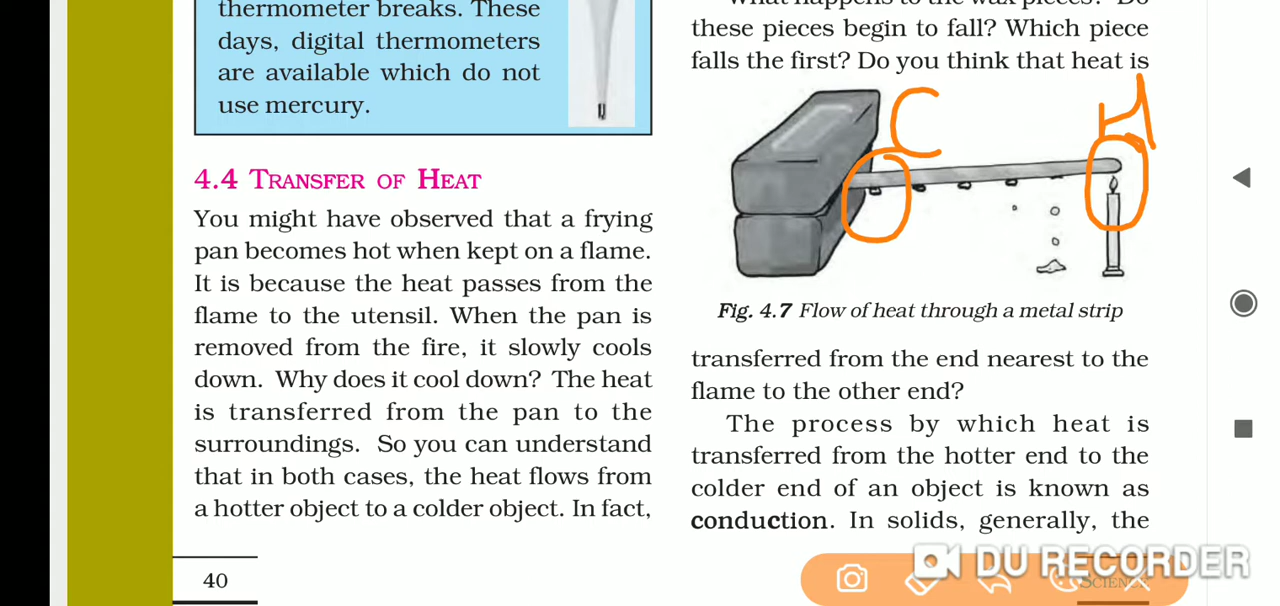 thermometer breaks. These
days, digital thermometers
are available which do not
use mercury.
4.4 TRANSFER OF HEAT
You might have observed that a frying
pan becomes hot when kept on a flame.
It is because the heat passes from the
flame to the utensil. When the pan is
removed from the fire, it slowly cools
down. Why does it cool down? The heat
is transferred from the pan to the
surroundings. So you can understand
that in both cases, the heat flows from
a hotter object to a colder object. In fact,
40
What happens to the wax pieces? Do
these pieces begin to fall? Which piece
falls the first? Do you think that heat is
C
H
Fig. 4.7 Flow of heat through a metal strip
transferred from the end nearest to the
flame to the other end?
The process by which heat is
transferred from the hotter end to the
colder end of an object is known as
conduction. In solids, generally, the
DU RECORDER
SCIENCE